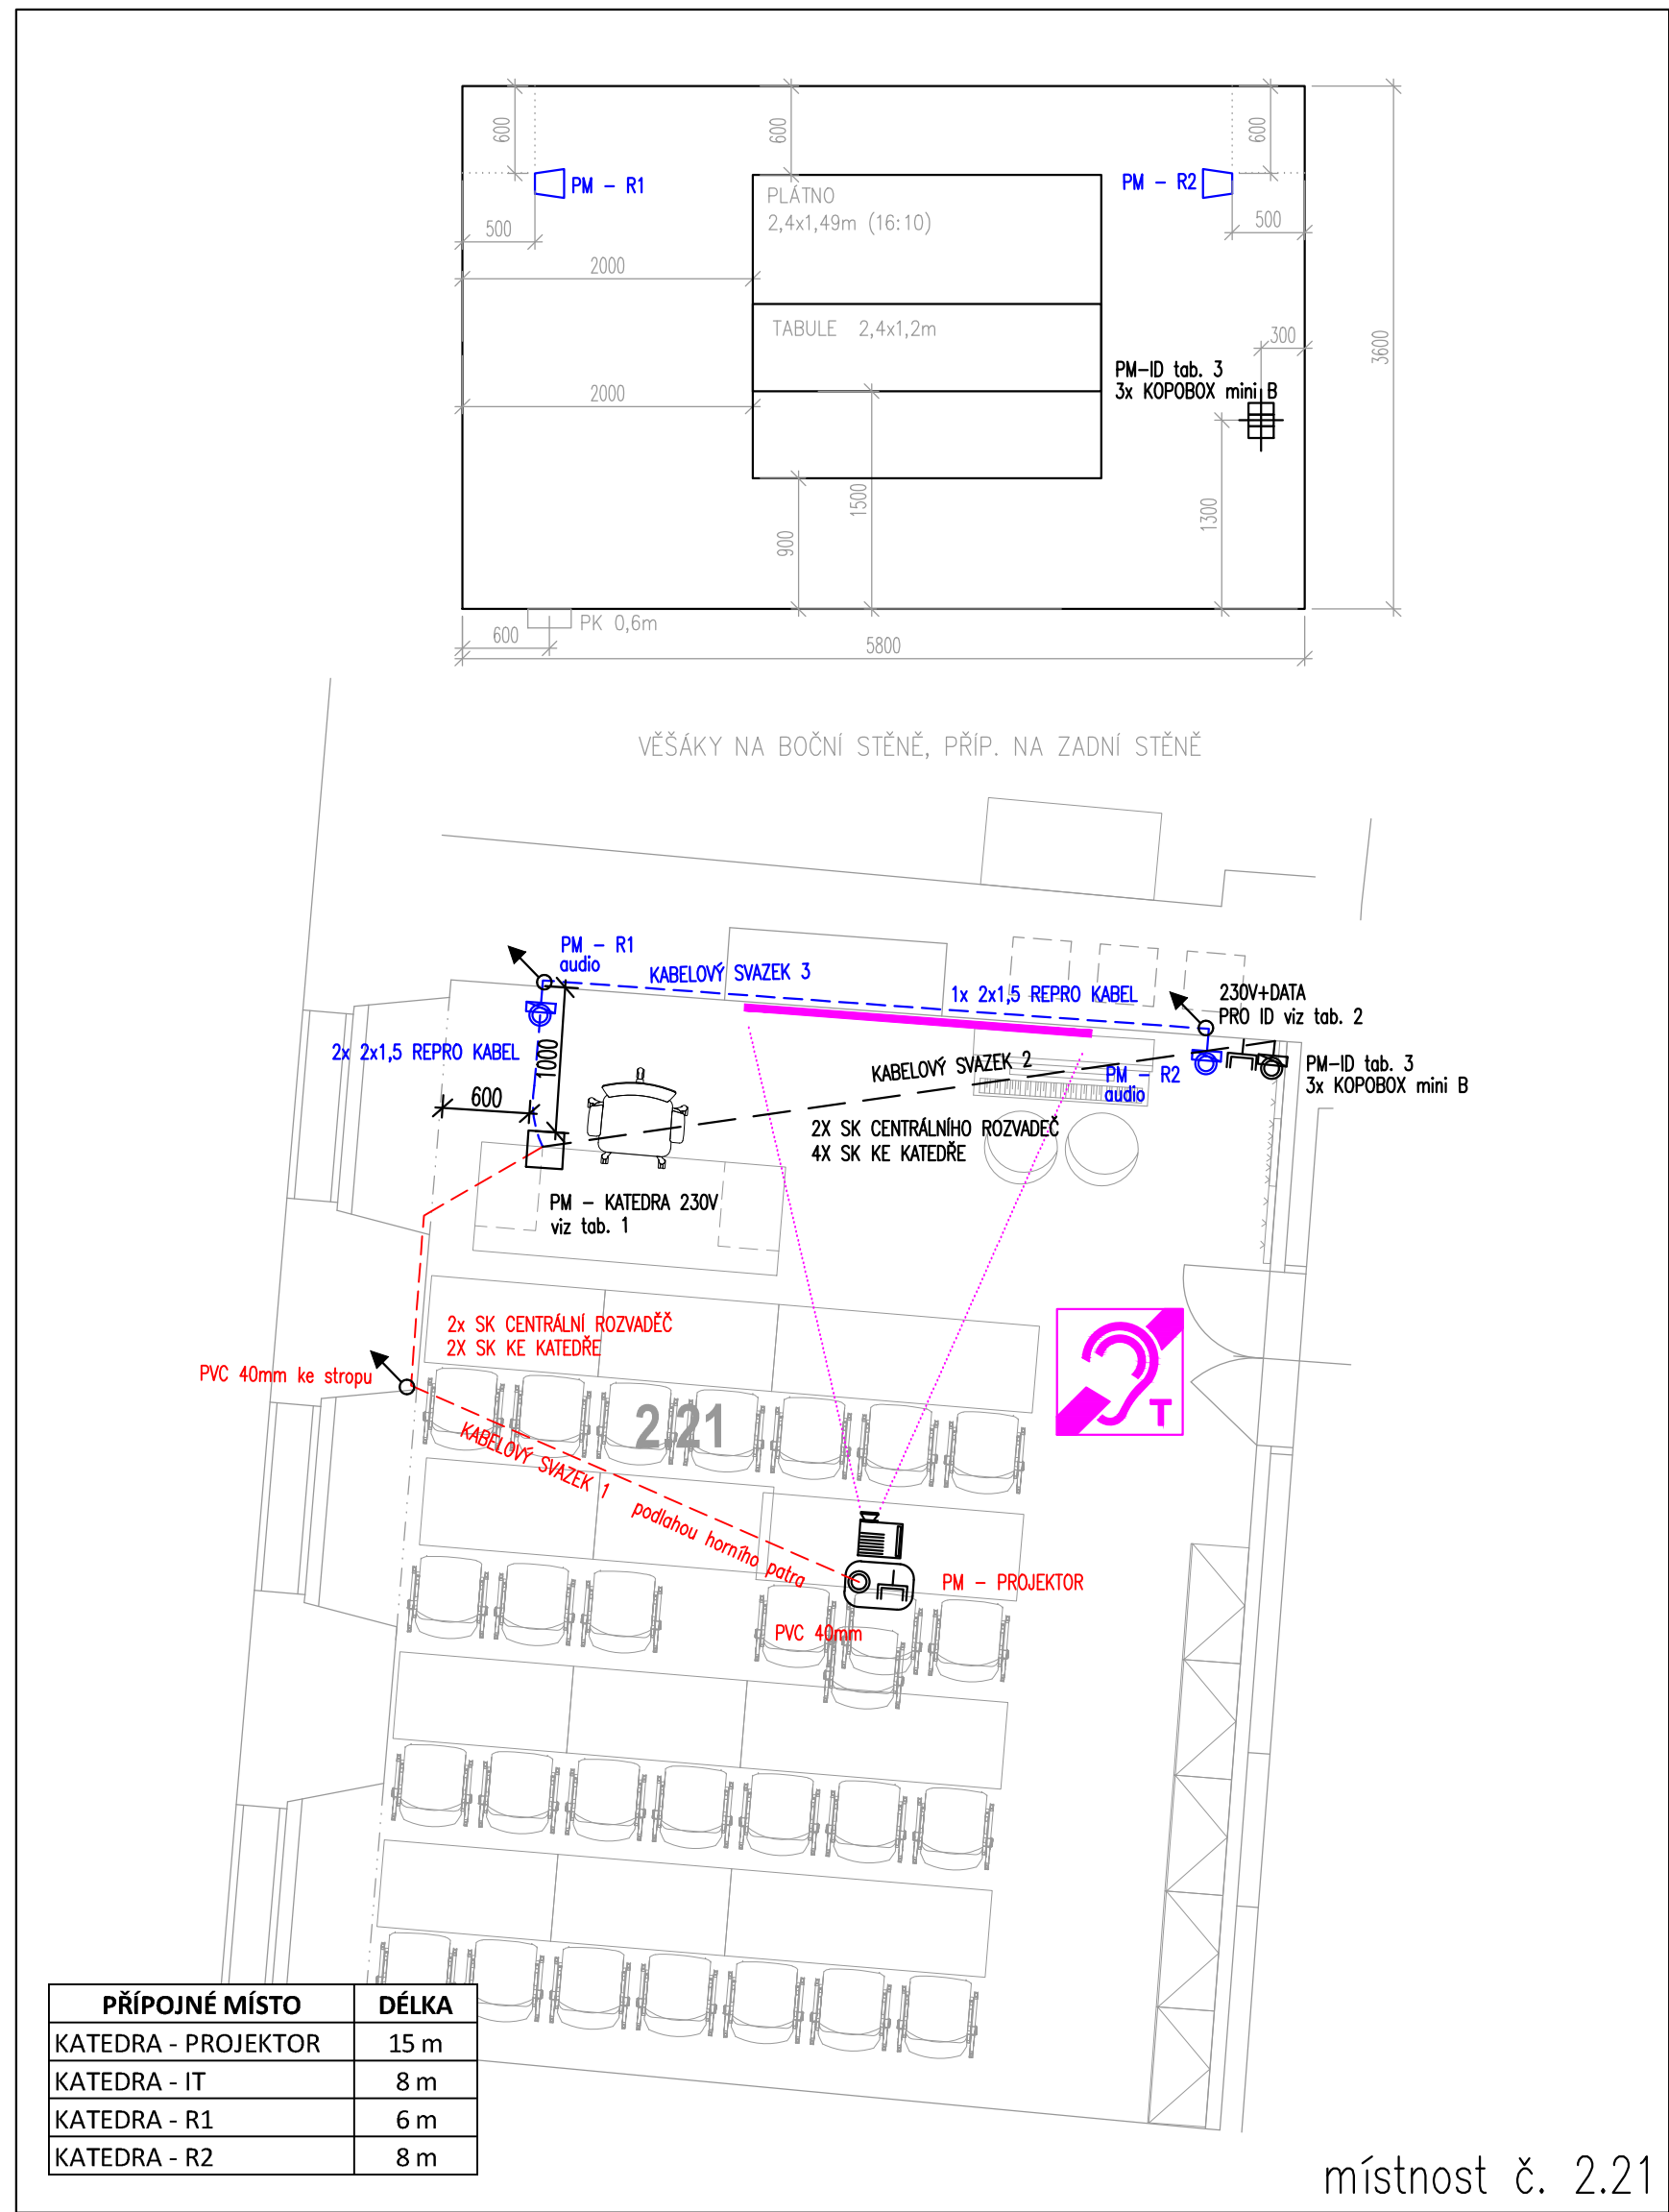 600
600
600
PM - R1
PM - R2
PLÁTNO
2,4x1,49m (16:10)
500
500
2000
TABULE 2,4x1,2m
300
3600
PM-ID tab. 3
3x KOPOBOX mini B
2000
1500
1300
900
PK 0,6m
600
5800
VĚŠÁKY NA BOČNÍ STĚNĚ, PŘÍP. NA ZADNÍ STĚNĚ
PM - R1
audio
KABELOVÝ SVAZEK 3
1x 2x1,5 REPRO KABEL
230V+DATA
PRO ID viz tab. 2
2x 2x1,5 REPRO KABEL
1000
KABELOVÝ SVAZEK 2
PM - R2
audio
PM-ID tab. 3
3x KOPOBOX mini B
600
2X SK CENTRÁLNÍHO ROZVADEČ
4X SK KE KATEDŘE
PM - KATEDRA 230V
viz tab. 1
2x SK CENTRÁLNÍ ROZVADĚČ
2X SK KE KATEDŘE
PVC 40mm ke stropu
2.21
T
KABELOVÝ SVAZEK 1
podlahou horního patra
PM - PROJEKTOR
PVC 40mm
PŘÍPOJNÉ MÍSTO DÉLKA
KATEDRA - PROJEKTOR 15 m
KATEDRA - IT 8 m
KATEDRA - R1 6 m
KATEDRA - R2 8 m
místnost č. 2.21